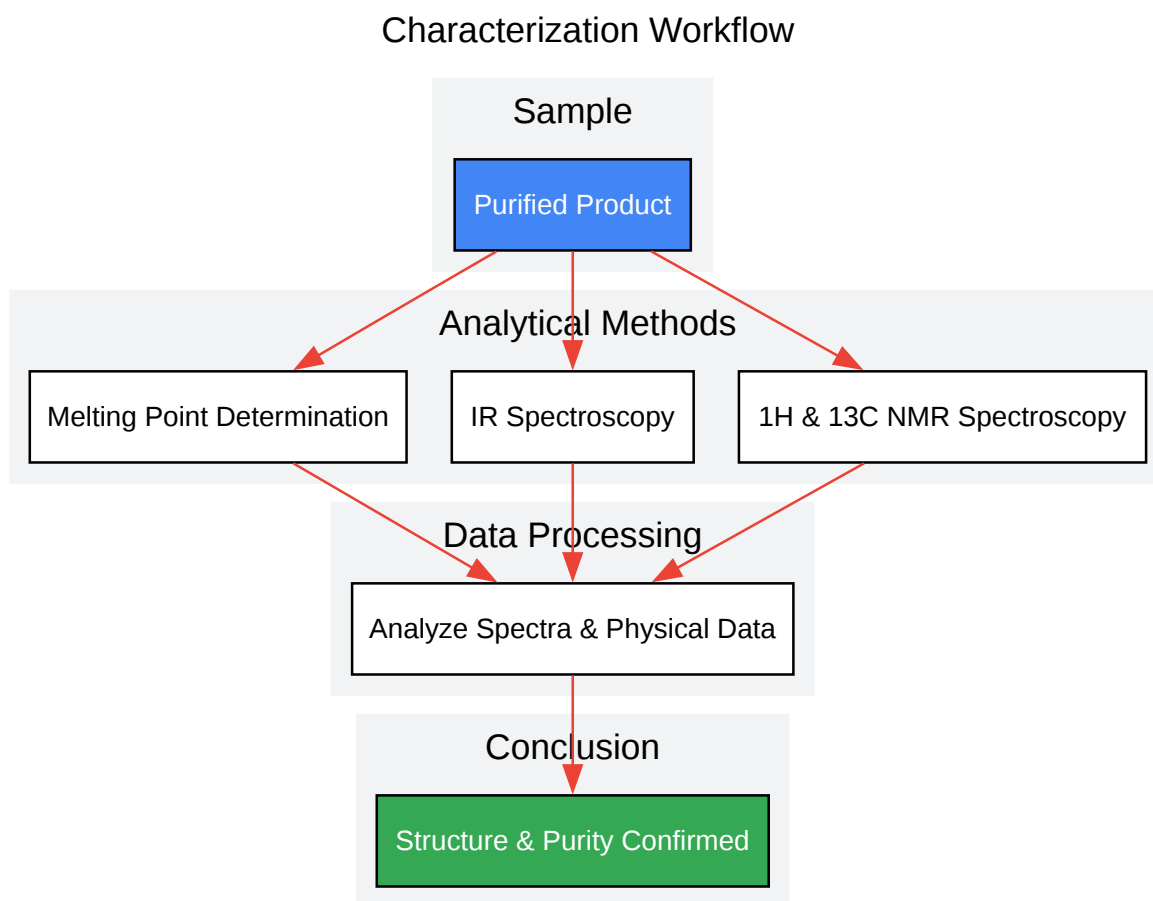 Characterization Workflow
Sample
Purified Product
Analytical Methods
Melting Point Determination
IR Spectroscopy
1H & 13C NMR Spectroscopy
Data Processing
Analyze Spectra & Physical Data
Conclusion
Structure & Purity Confirmed